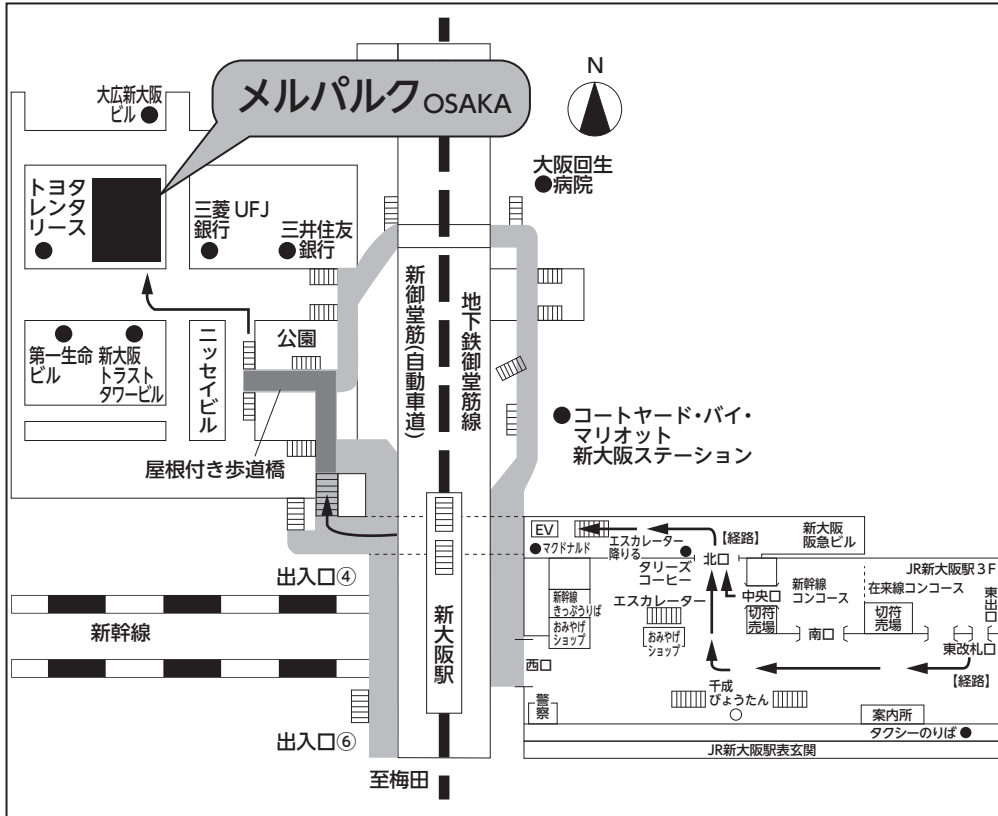 メルパルク OSAKA
N
大広新大阪
ビル
大阪回生
病院
トヨタ
レンタ
リース
三菱 UFJ
銀行
三井住友
銀行
新御堂筋(自動車道)
地下鉄御堂筋線
公園
第一生命
ビル
新大阪
トラスト
タワービル
ニッセイビル
屋根付き歩道橋
コートヤード・バイ・
マリオット
新大阪ステーション
出入口④
新幹線
出入口⑥
新大阪駅
至梅田
EV
マクドナルド
エスカレーター
降りる
タリーズ
コーヒー
【経路】
北口
新大阪
阪急ビル
JR新大阪駅3F
新幹線
きっぷうりば
おみやげ
ショップ
エスカレーター
おみやげ
ショップ
中央口
切符
売場
新幹線
コンコース
在来線コンコース
切符
売場
東出口
南口
東改札口
【経路】
西口
千成
びょうたん
警察
案内所
タクシーのりば
JR新大阪駅表玄関